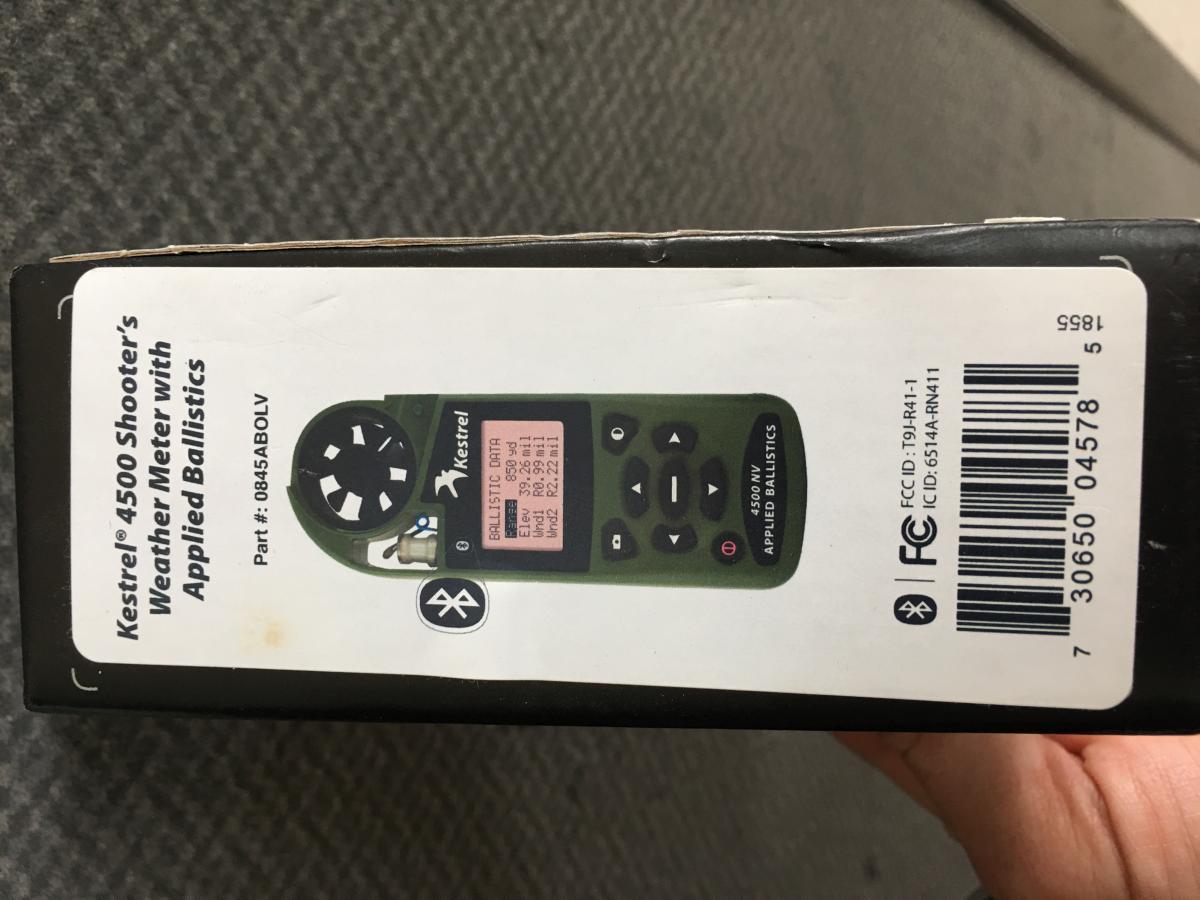 Kestrel® 4500 Shooter's
Weather Meter with
Applied Ballistics
Part #: 0845ABOLV
Kestrel
BALLISTIC DATA
Range 850 yd
Elev 39.26 mil
Wnd1 R0.99 mil
Wnd2 R2.22 mil
4500 NV
APPLIED BALLISTICS
FC FCC ID : T9J-R41-1
IC ID: 6514A-RN411
7 30650 04578 5
1855